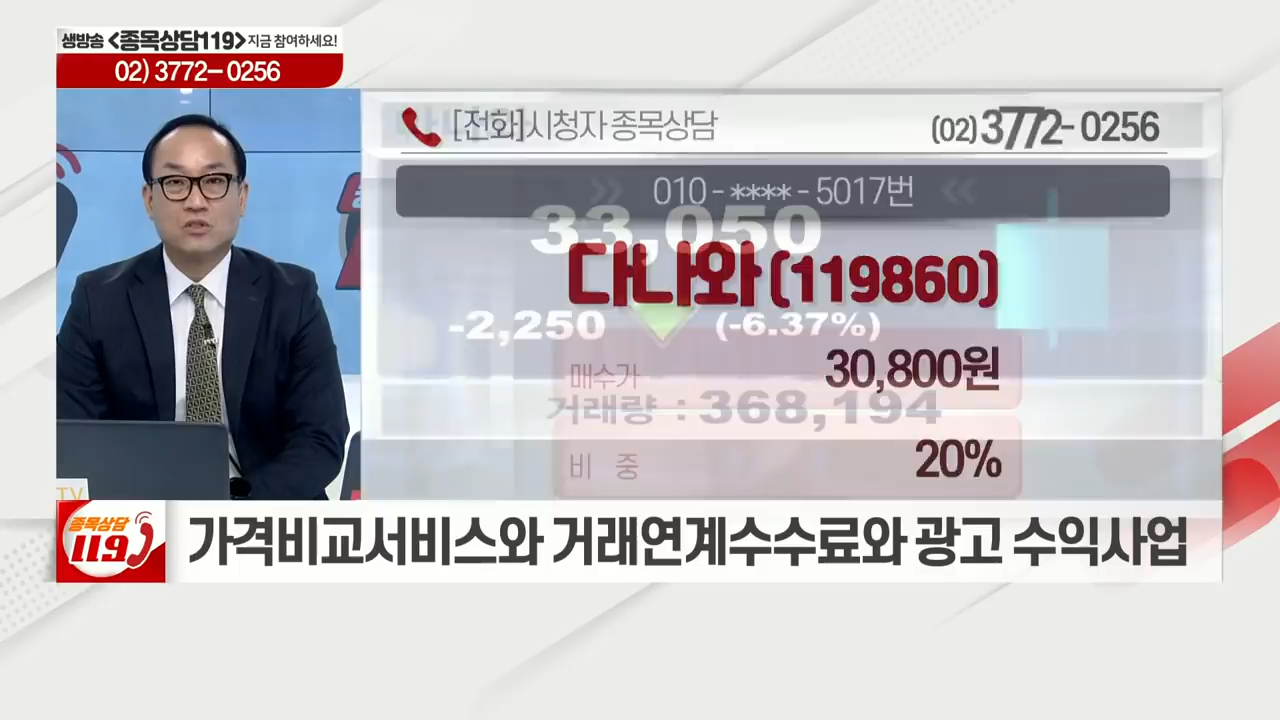 생방송 <종목상담119> 지금 참여하세요!
02) 3772-0256
[전화]시청자 종목상담
(02) 3772-0256
010 - **** - 5017번
33,050
다나와 (119860)
-2,250 (-6.37%)
매수가 30,800원
거래량 : 368,194
비 중 20%
TV
종목상담
119
가격비교서비스와 거래연계수수료와 광고 수익사업